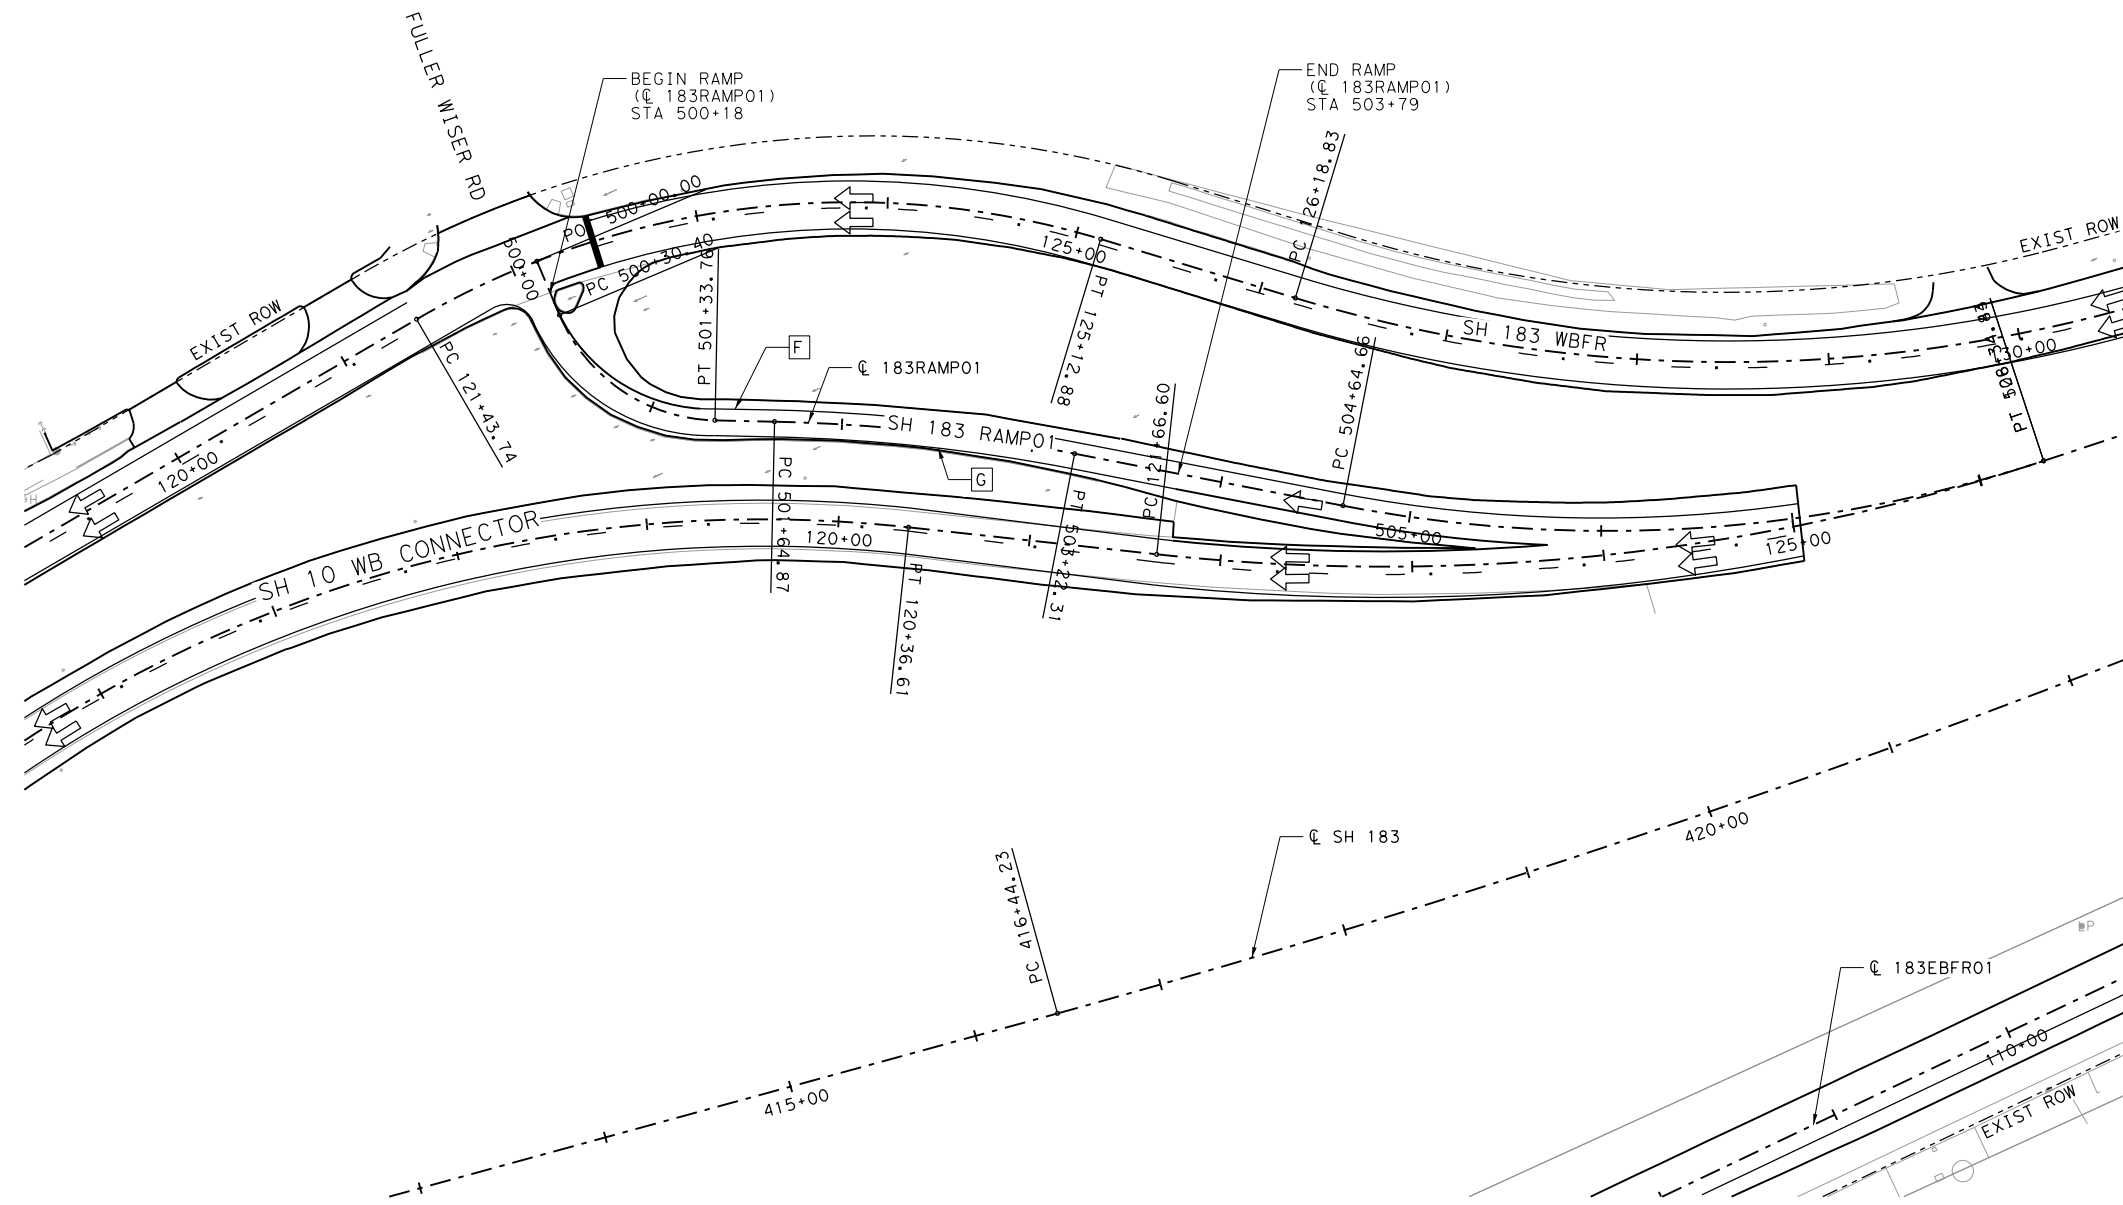 FULLER WISER RD
BEGIN RAMP
(℄ 183RAMP01)
STA 500+18
END RAMP
(℄ 183RAMP01)
STA 503+79
500+00.00
PO
500+00
PC 500+30.40
PT 501+33.76
125+00
PC 126+18.83
PT 125+12.88
EXIST ROW
EXIST ROW
SH 183 WBFR
130+00
PC 121+43.74
F
℄ 183RAMP01
SH 183 RAMP01
PC 121+66.60
PC 504+64.66
G
120+00
PC 501+64.87
PT 503+22.31
505+00
125+00
SH 10 WB CONNECTOR
120+00
PT 120+36.61
℄ SH 183
420+00
PC 416+44.23
415+00
LP
℄ 183EBFR01
110+00
EXIST ROW